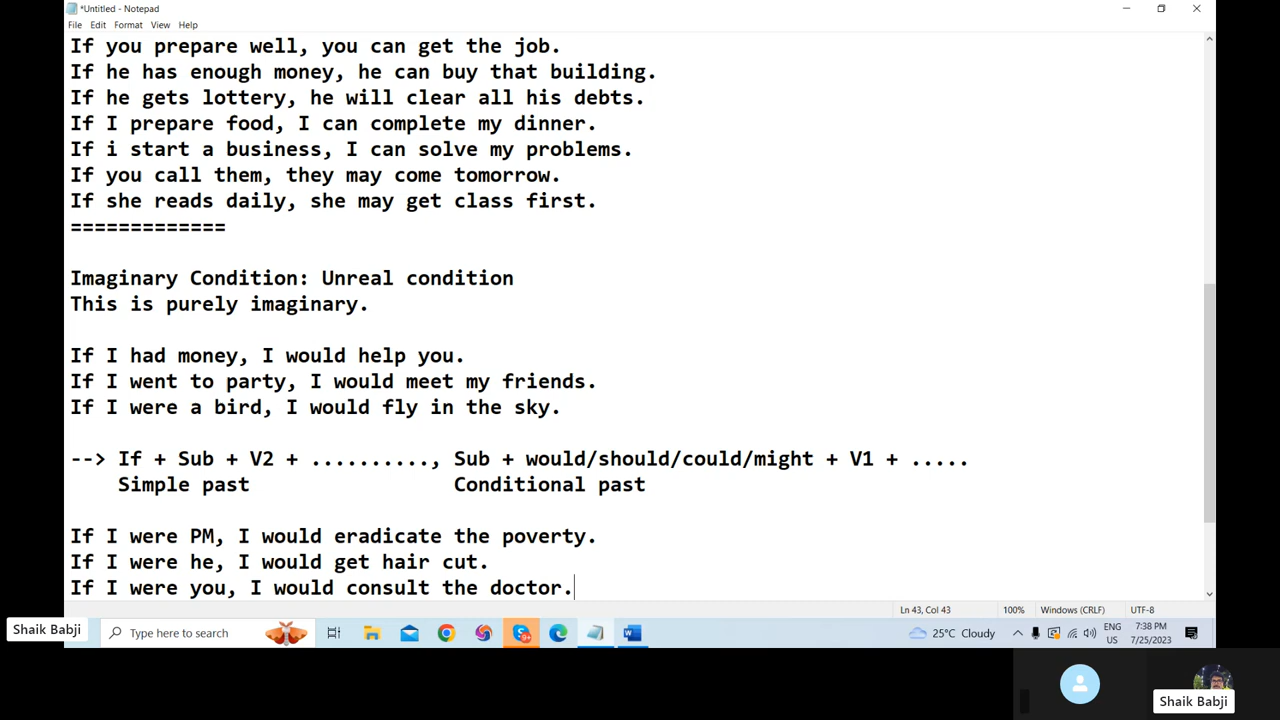 *Untitled - Notepad
File Edit Format View Help
If you prepare well, you can get the job.
If he has enough money, he can buy that building.
If he gets lottery, he will clear all his debts.
If I prepare food, I can complete my dinner.
If i start a business, I can solve my problems.
If you call them, they may come tomorrow.
If she reads daily, she may get class first.
=============
Imaginary Condition: Unreal condition
This is purely imaginary.
If I had money, I would help you.
If I went to party, I would meet my friends.
If I were a bird, I would fly in the sky.
--> If + Sub + V2 + .........., Sub + would/should/could/might + V1 + .....
Simple past Conditional past
If I were PM, I would eradicate the poverty.
If I were he, I would get hair cut.
If I were you, I would consult the doctor.
Ln 43, Col 43 100% Windows (CRLF) UTF-8
Shaik Babji
Type here to search
25°C Cloudy
ENG
US
7:38 PM
7/25/2023
Shaik Babji